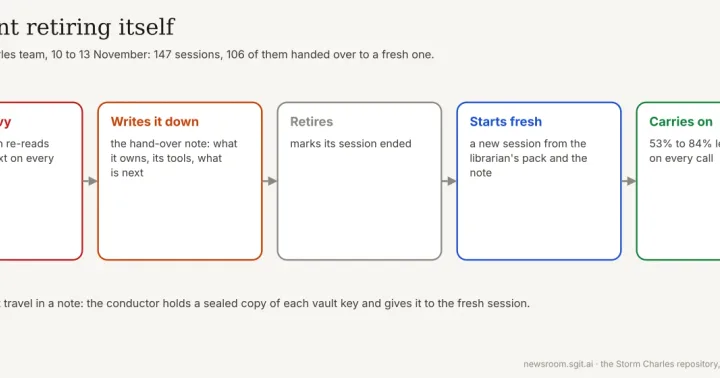 nt retiring itself
les team, 10 to 13 November: 147 sessions, 106 of them handed over to a fresh one.
vy
n re-reads
xt on every
Writes it down
the hand-over note: what
it owns, its tools, what
is next
Retires
marks its session ended
Starts fresh
a new session from the
librarian's pack and the
note
Carries on
53% to 84% le
on every call
travel in a note: the conductor holds a sealed copy of each vault key and gives it to the fresh session.
newsroom.sgit.ai · the Storm Charles repository,